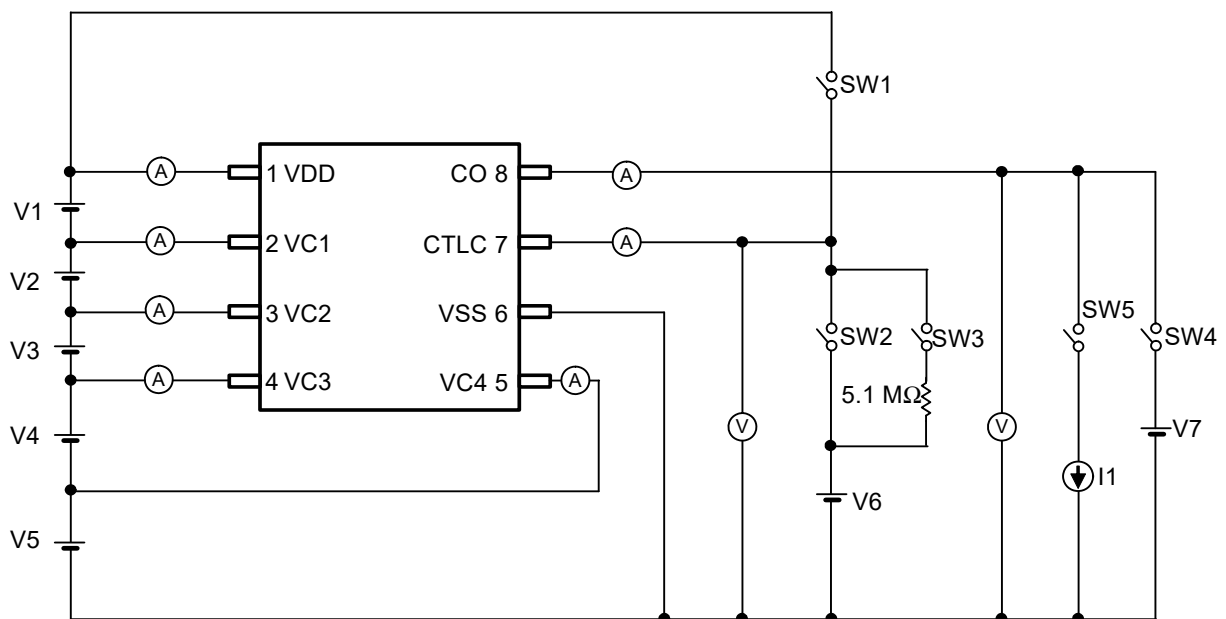 SW1
A
1 VDD
CO 8
A
V1
A
2 VC1
CTLC 7
A
V2
A
3 VC2
VSS 6
SW2
SW3
SW5
SW4
V3
A
4 VC3
VC4 5
A
5.1 MΩ
V4
V
V
V7
I1
V6
V5